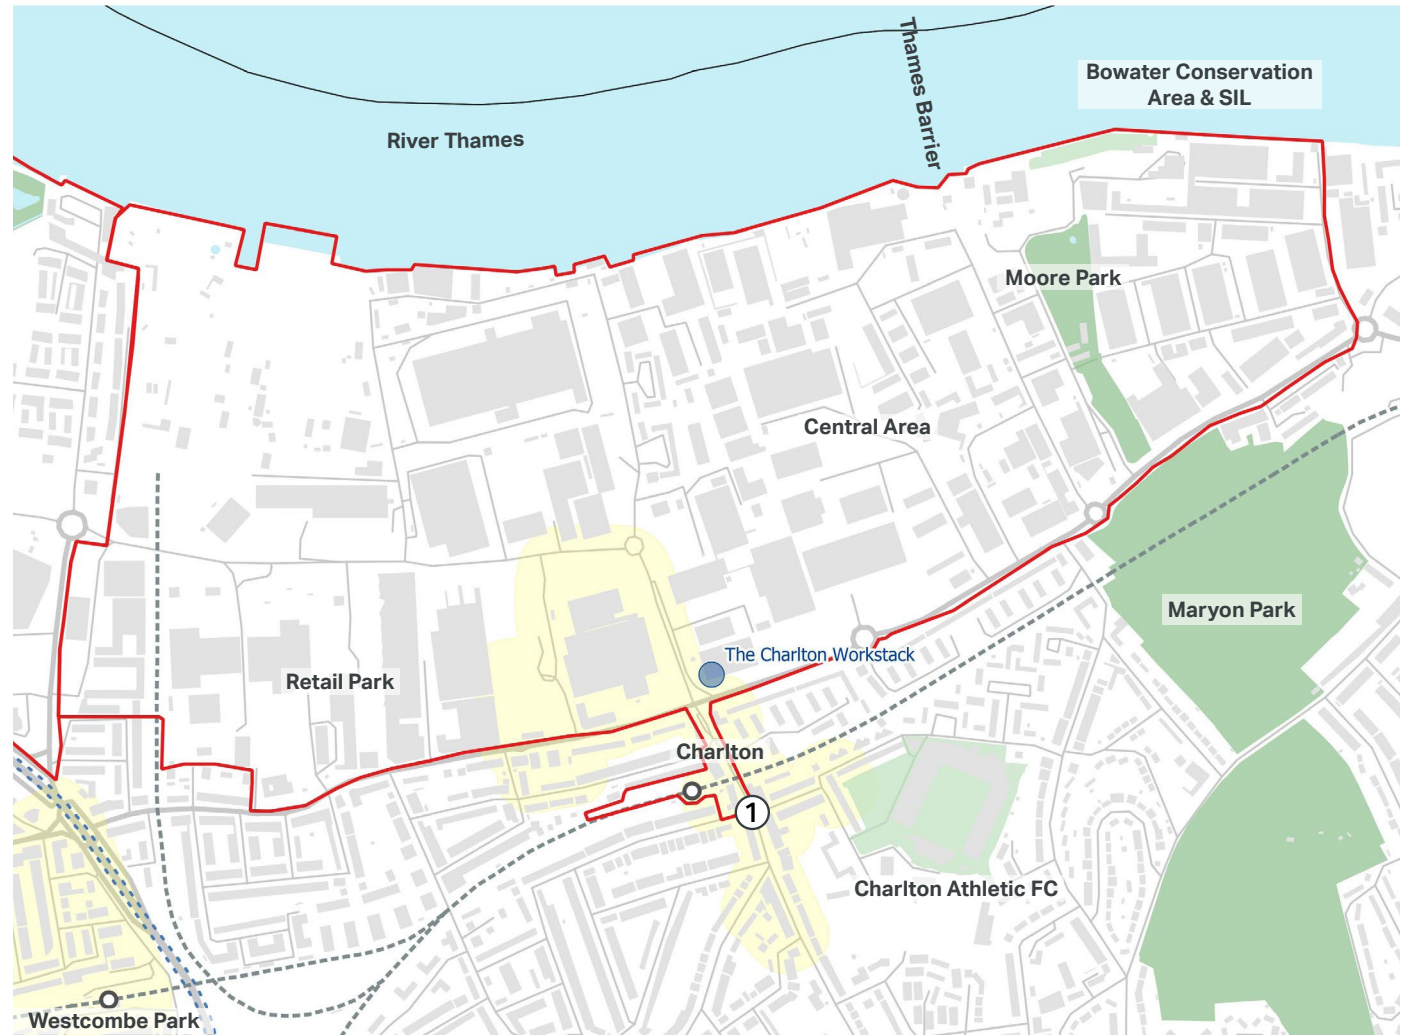 Thames Barrier
Bowater Conservation
Area & SIL
River Thames
Moore Park
Central Area
Maryon Park
The Charlton Workstack
Retail Park
Charlton
1
Charlton Athletic FC
Westcombe Park